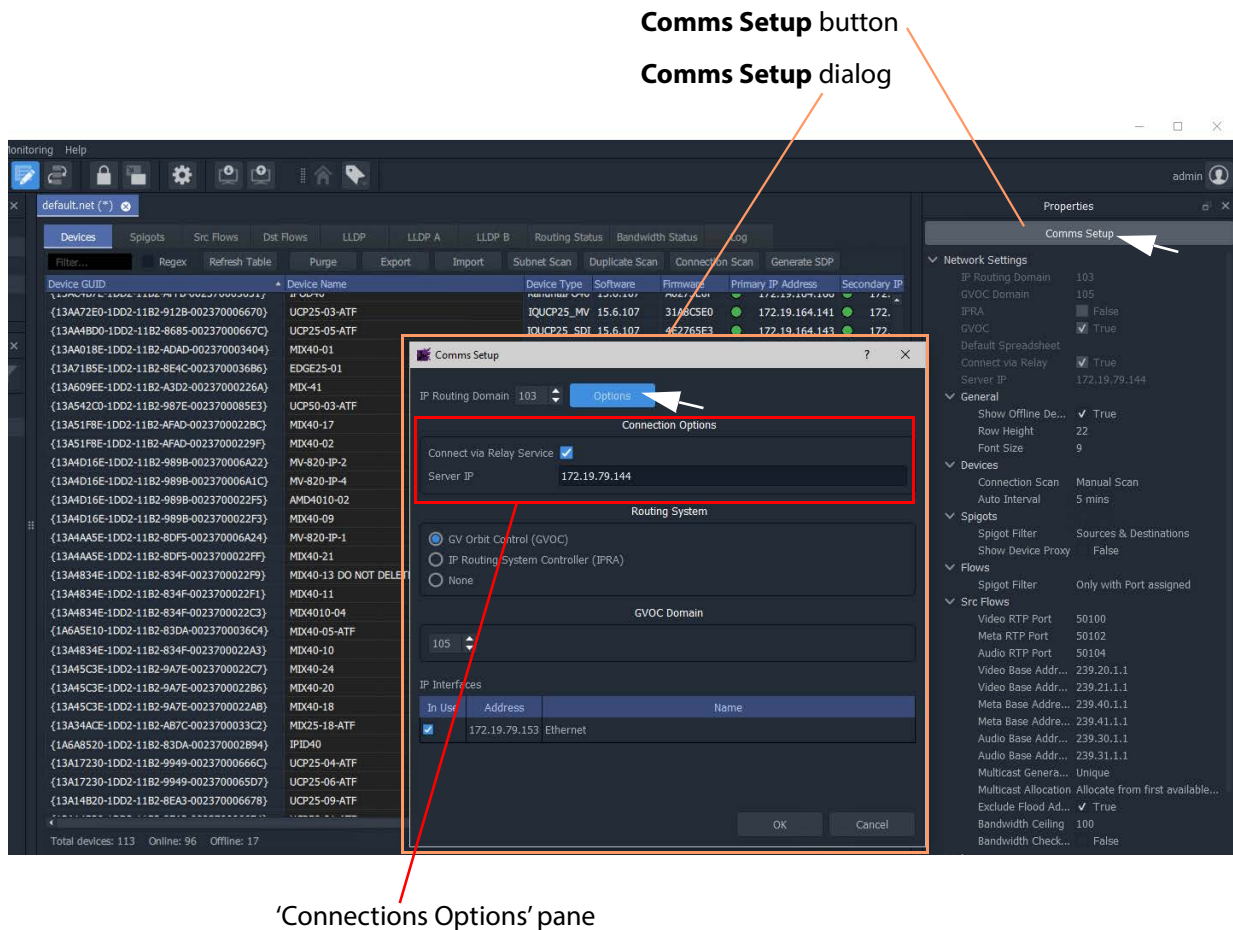 Comms Setup button
Comms Setup dialog
Monitoring Help
admin
default.net (*)
Properties
Devices Spigots Src Flows Dst Flows LLDP LLDP A LLDP B Routing Status Bandwidth Status Log
Comms Setup
Filter... Regex Refresh Table Purge Export Import Subnet Scan Duplicate Scan Connection Scan Generate SDP
Device GUID Device Name Device Type Software Firmware Primary IP Address Secondary IP
{13AA72E0-1DD2-11B2-912B-002370006670} UCP25-03-ATF IQUCP25_MV 15.6.107 31A8C5E0 172.19.164.141 172.
{13AA4BD0-1DD2-11B2-8685-00237000667C} UCP25-05-ATF IQUCP25_SDI 15.6.107 4E2765E3 172.19.164.143 172.
{13AA018E-1DD2-11B2-ADAD-002370003404} MIX40-01
{13A71B5E-1DD2-11B2-8E4C-0023700036B6} EDGE25-01
{13A609EE-1DD2-11B2-A3D2-00237000226A} MIX-41
{13A542C0-1DD2-11B2-987E-0023700085E3} UCP50-03-ATF
{13A51F8E-1DD2-11B2-AFAD-0023700022BC} MIX40-17
{13A51F8E-1DD2-11B2-AFAD-00237000229F} MIX40-02
{13A4D16E-1DD2-11B2-989B-002370006A22} MV-820-IP-2
{13A4D16E-1DD2-11B2-989B-002370006A1C} MV-820-IP-4
{13A4D16E-1DD2-11B2-989B-0023700022F5} AMD4010-02
{13A4D16E-1DD2-11B2-989B-0023700022F3} MIX40-09
{13A4AA5E-1DD2-11B2-8DF5-002370006A24} MV-820-IP-1
{13A4AA5E-1DD2-11B2-8DF5-0023700022FF} MIX40-21
{13A4834E-1DD2-11B2-834F-0023700022F9} MIX40-13 DO NOT DELET
{13A4834E-1DD2-11B2-834F-0023700022F1} MIX40-11
{13A4834E-1DD2-11B2-834F-0023700022C3} MIX4010-04
{1A6A5E10-1DD2-11B2-83DA-0023700036C4} MIX40-05-ATF
{13A4834E-1DD2-11B2-834F-0023700022A3} MIX40-10
{13A45C3E-1DD2-11B2-9A7E-0023700022C7} MIX40-24
{13A45C3E-1DD2-11B2-9A7E-0023700022B6} MIX40-20
{13A45C3E-1DD2-11B2-9A7E-0023700022AB} MIX40-18
{13A34ACE-1DD2-11B2-AB7C-0023700033C2} MIX25-18-ATF
{1A6A8520-1DD2-11B2-83DA-002370002B94} IPID40
{13A17230-1DD2-11B2-9949-00237000666C} UCP25-04-ATF
{13A17230-1DD2-11B2-9949-0023700065D7} UCP25-06-ATF
{13A14B20-1DD2-11B2-8EA3-002370006678} UCP25-09-ATF
Total devices: 113 Online: 96 Offline: 17
Comms Setup ? ×
IP Routing Domain 103 Options
Connection Options
Connect via Relay Service
Server IP 172.19.79.144
Routing System
GV Orbit Control (GVOC)
IP Routing System Controller (IPRA)
None
GVOC Domain
105
IP Interfaces
In Use Address Name
172.19.79.153 Ethernet
OK Cancel
Network Settings
IP Routing Domain 103
GVOC Domain 105
IPRA False
GVOC True
Default Spreadsheet
Connect via Relay True
Server IP 172.19.79.144
General
Show Offline De... True
Row Height 22
Font Size 9
Devices
Connection Scan Manual Scan
Auto Interval 5 mins
Spigots
Spigot Filter Sources & Destinations
Show Device Proxy False
Flows
Spigot Filter Only with Port assigned
Src Flows
Video RTP Port 50100
Meta RTP Port 50102
Audio RTP Port 50104
Video Base Addr... 239.20.1.1
Video Base Addr... 239.21.1.1
Meta Base Addre... 239.40.1.1
Meta Base Addre... 239.41.1.1
Audio Base Addr... 239.30.1.1
Audio Base Addr... 239.31.1.1
Multicast Genera... Unique
Multicast Allocation Allocate from first available...
Exclude Flood Ad... True
Bandwidth Ceiling 100
Bandwidth Check... False
‘Connections Options’ pane